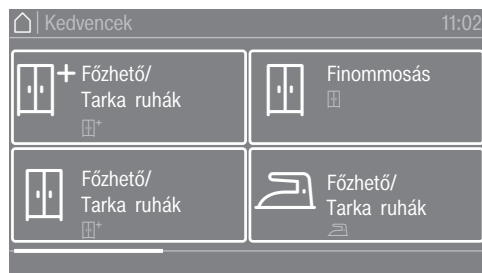 Kedvencek 11:02
Főzhető/
Tarka ruhák
Finommosás
Főzhető/
Tarka ruhák
Főzhető/
Tarka ruhák